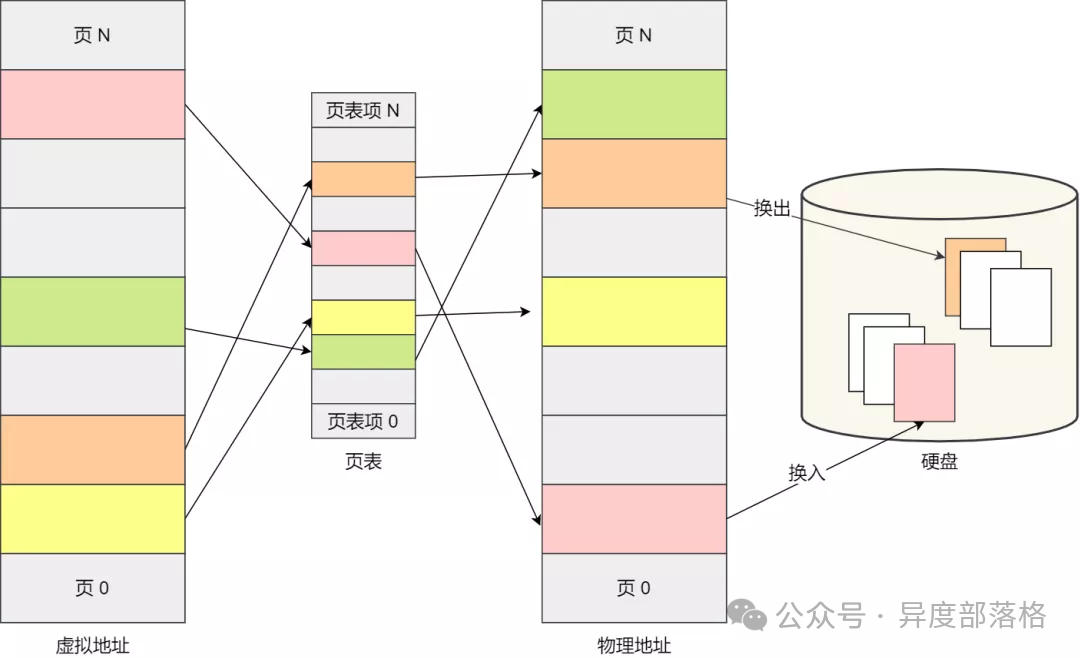 页 N
页 0
虚拟地址
页表项 N
页表项 0
页表
页 N
页 0
物理地址
换出
换入
硬盘
公众号 · 异度部落格